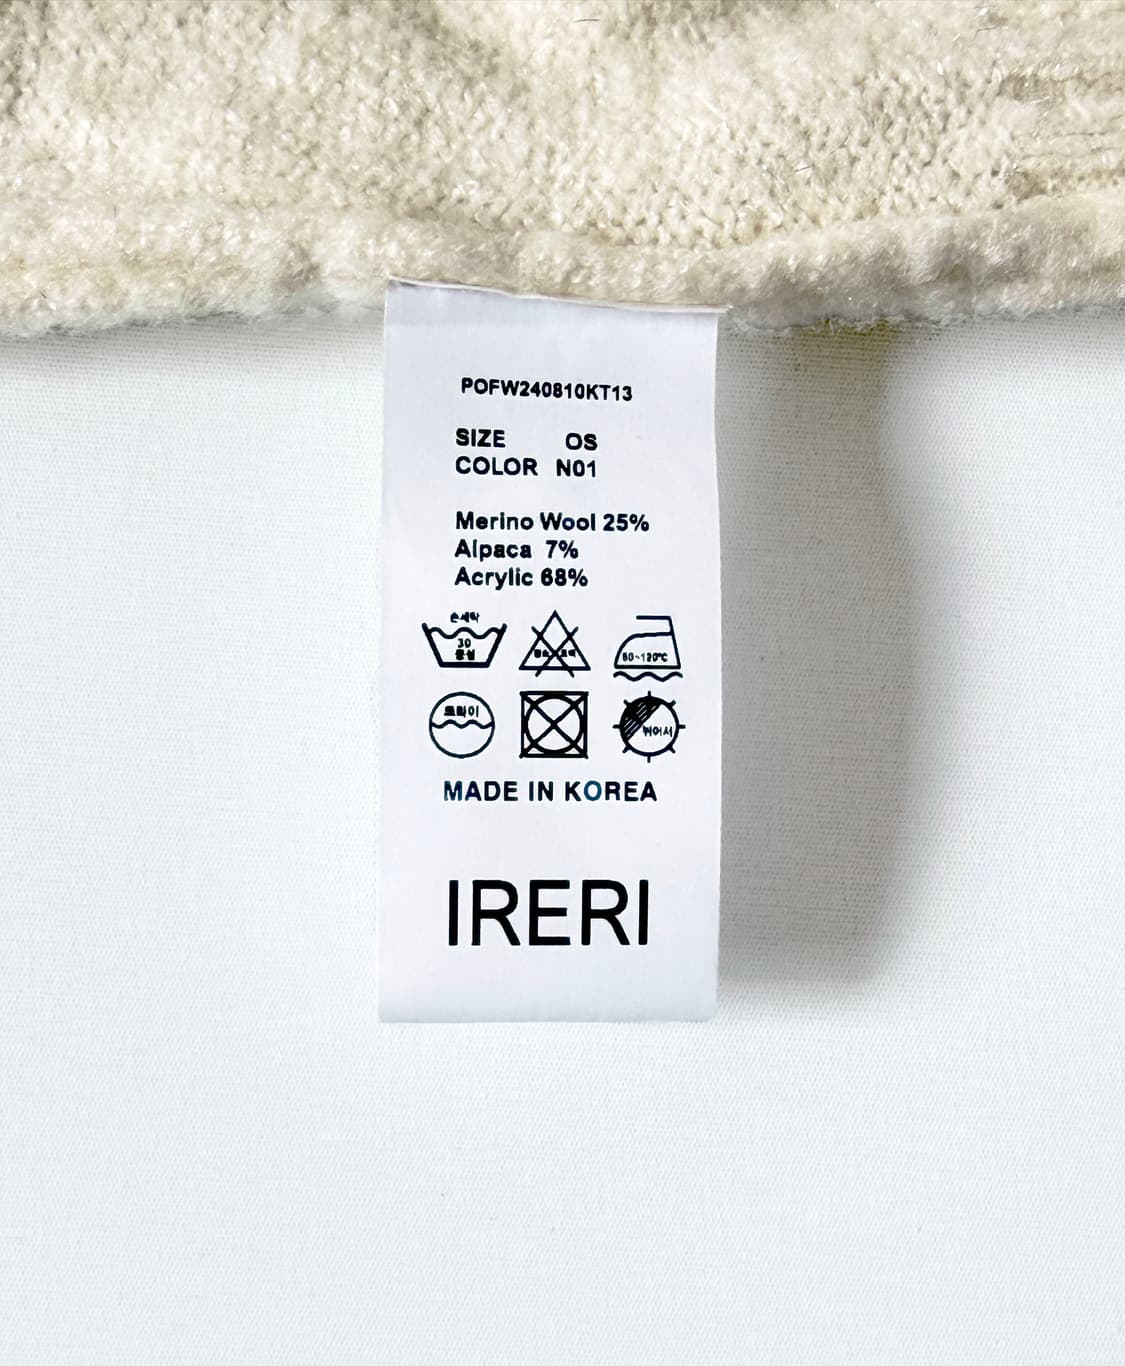 POFW240810KT13
SIZE OS
COLOR N01
Merino Wool 25%
Alpaca 7%
Acrylic 68%
손세탁
30
중성
80~120℃
드라이
뉘어서
MADE IN KOREA
IRERI